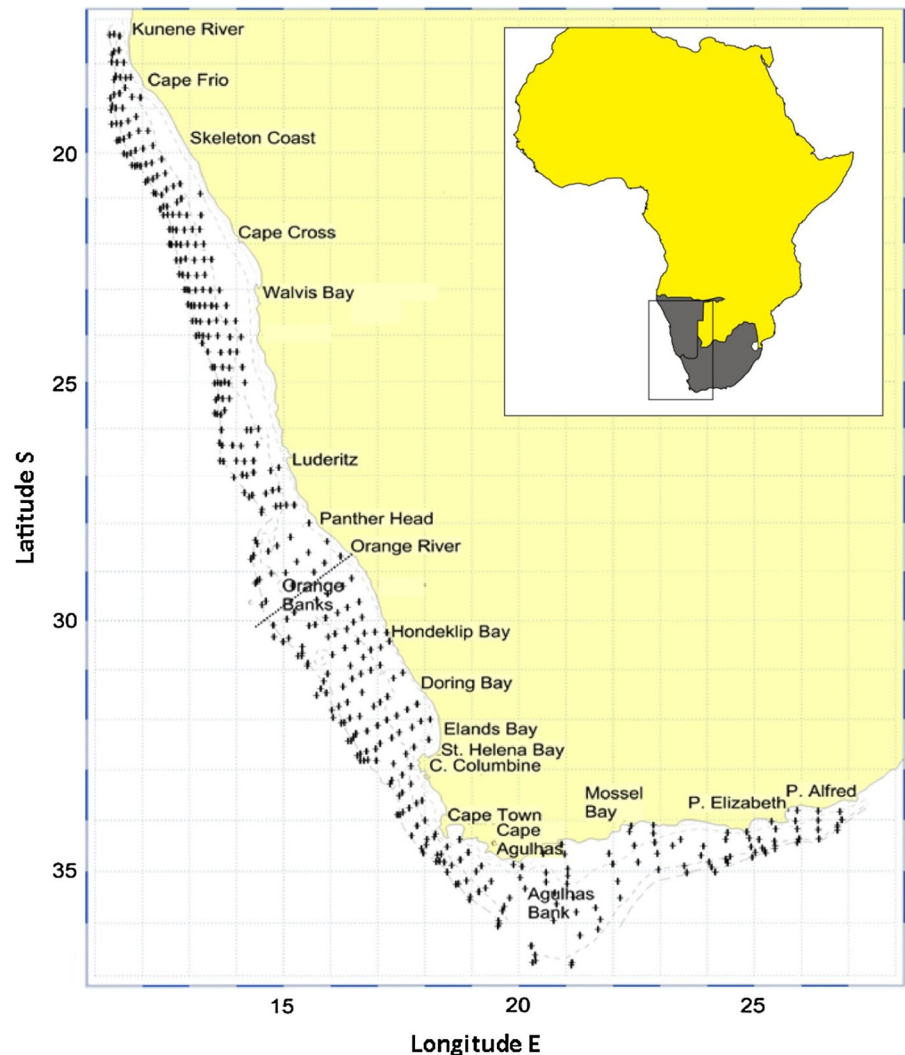 Kunene River
Cape Frio
Skeleton Coast
20
Cape Cross
Walvis Bay
25
Latitude S
Luderitz
Panther Head
Orange River
Orange
Banks
30
Hondeklip Bay
Doring Bay
Elands Bay
St. Helena Bay
C. Columbine
Mossel
Bay
P. Elizabeth
P. Alfred
Cape Town
Cape
Agulhas
35
Agulhas
Bank
15
20
25
Longitude E